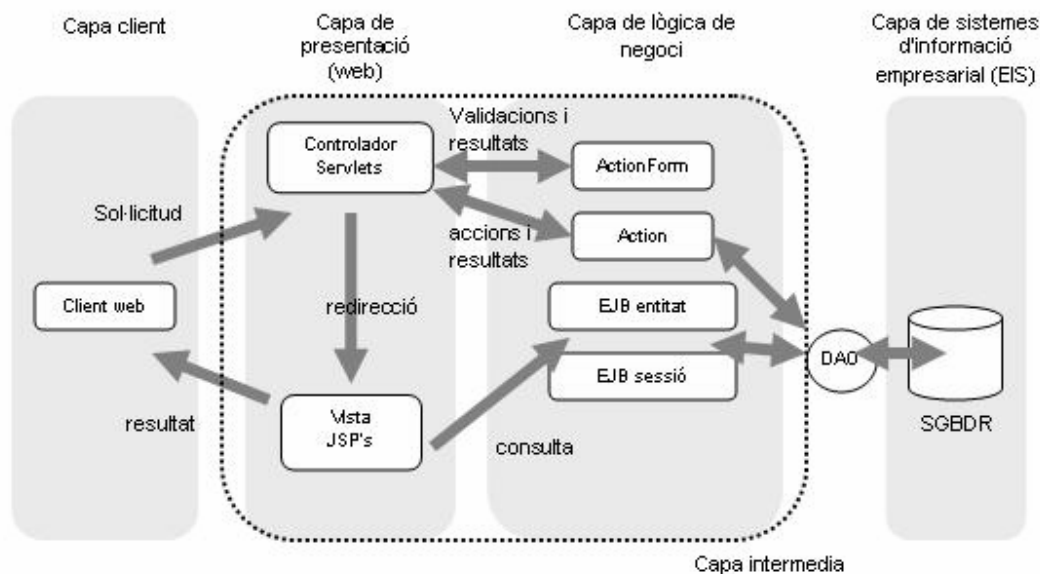 Capa client
Capa de
presentació
(web)
Capa de lògica de
negoci
Capa de sistemes
d'informació
empresarial (EIS)
Controlador
Servlets
Validacions i
resultats
ActionForm
Sol·licitud
accions i
resultats
Action
Client web
redirecció
EJB entitat
DAO
EJB sessió
resultat
Vista
JSP's
consulta
SGBDR
Capa intermedia